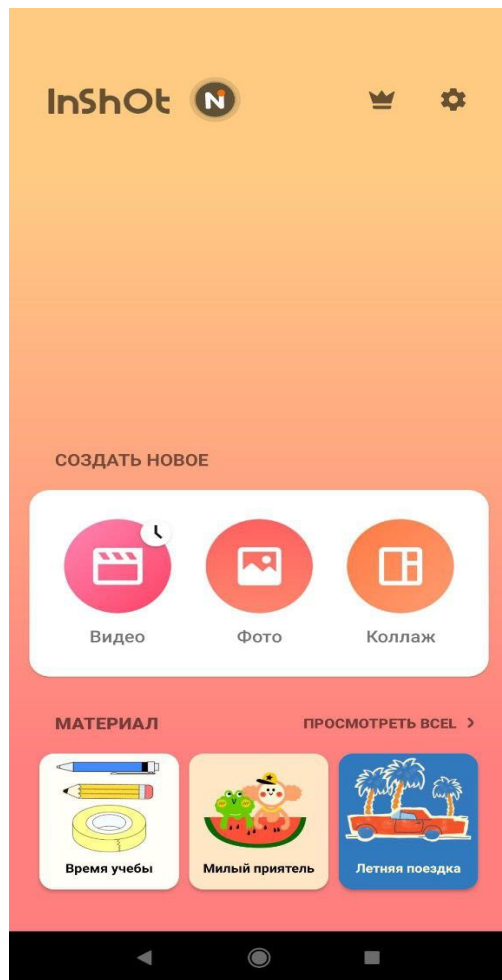 InShOt N
СОЗДАТЬ НОВОЕ
Видео Фото Коллаж
МАТЕРИАЛ ПРОСМОТРЕТЬ ВСЕL >
Время учебы Милый приятель Летняя поездка